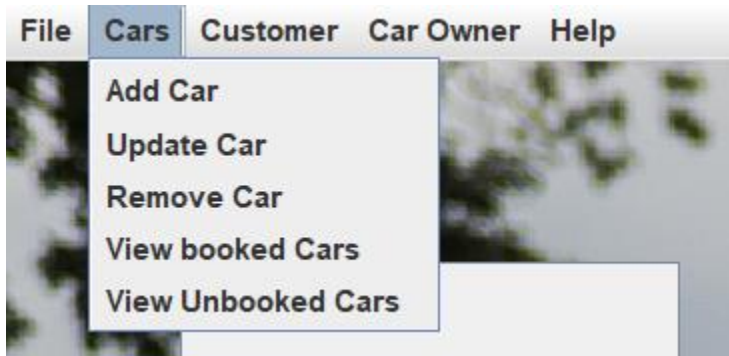 File Cars Customer Car Owner Help
Add Car
Update Car
Remove Car
View booked Cars
View Unbooked Cars